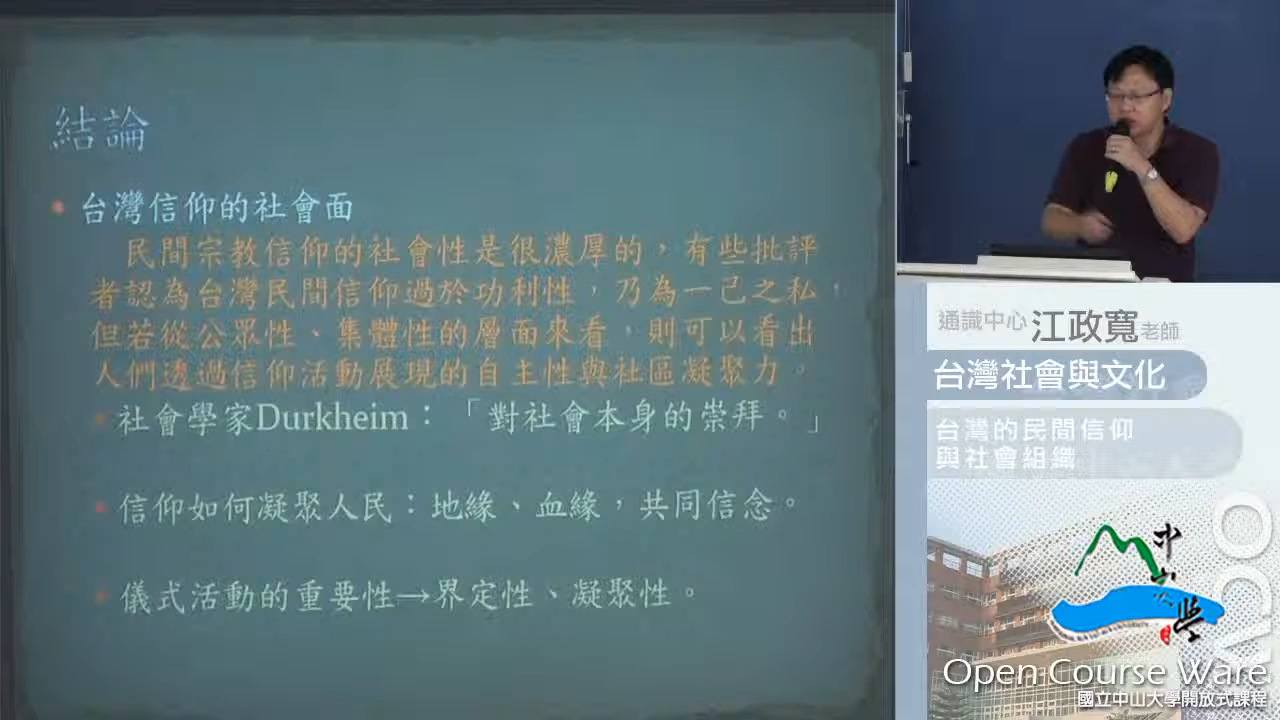 結論
• 台灣信仰的社會面
民間宗教信仰的社會性是很濃厚的，有些批評
者認為台灣民間信仰過於功利性，乃為一己之私，
但若從公眾性、集體性的層面來看，則可以看出
人們透過信仰活動展現的自主性與社區凝聚力。
• 社會學家Durkheim：「對社會本身的崇拜。」
• 信仰如何凝聚人民：地緣、血緣，共同信念。
• 儀式活動的重要性→界定性、凝聚性。
通識中心 江政寬 老師
台灣社會與文化
台灣的民間信仰
與社會組織
中山大學
Open Course Ware
國立中山大學開放式課程